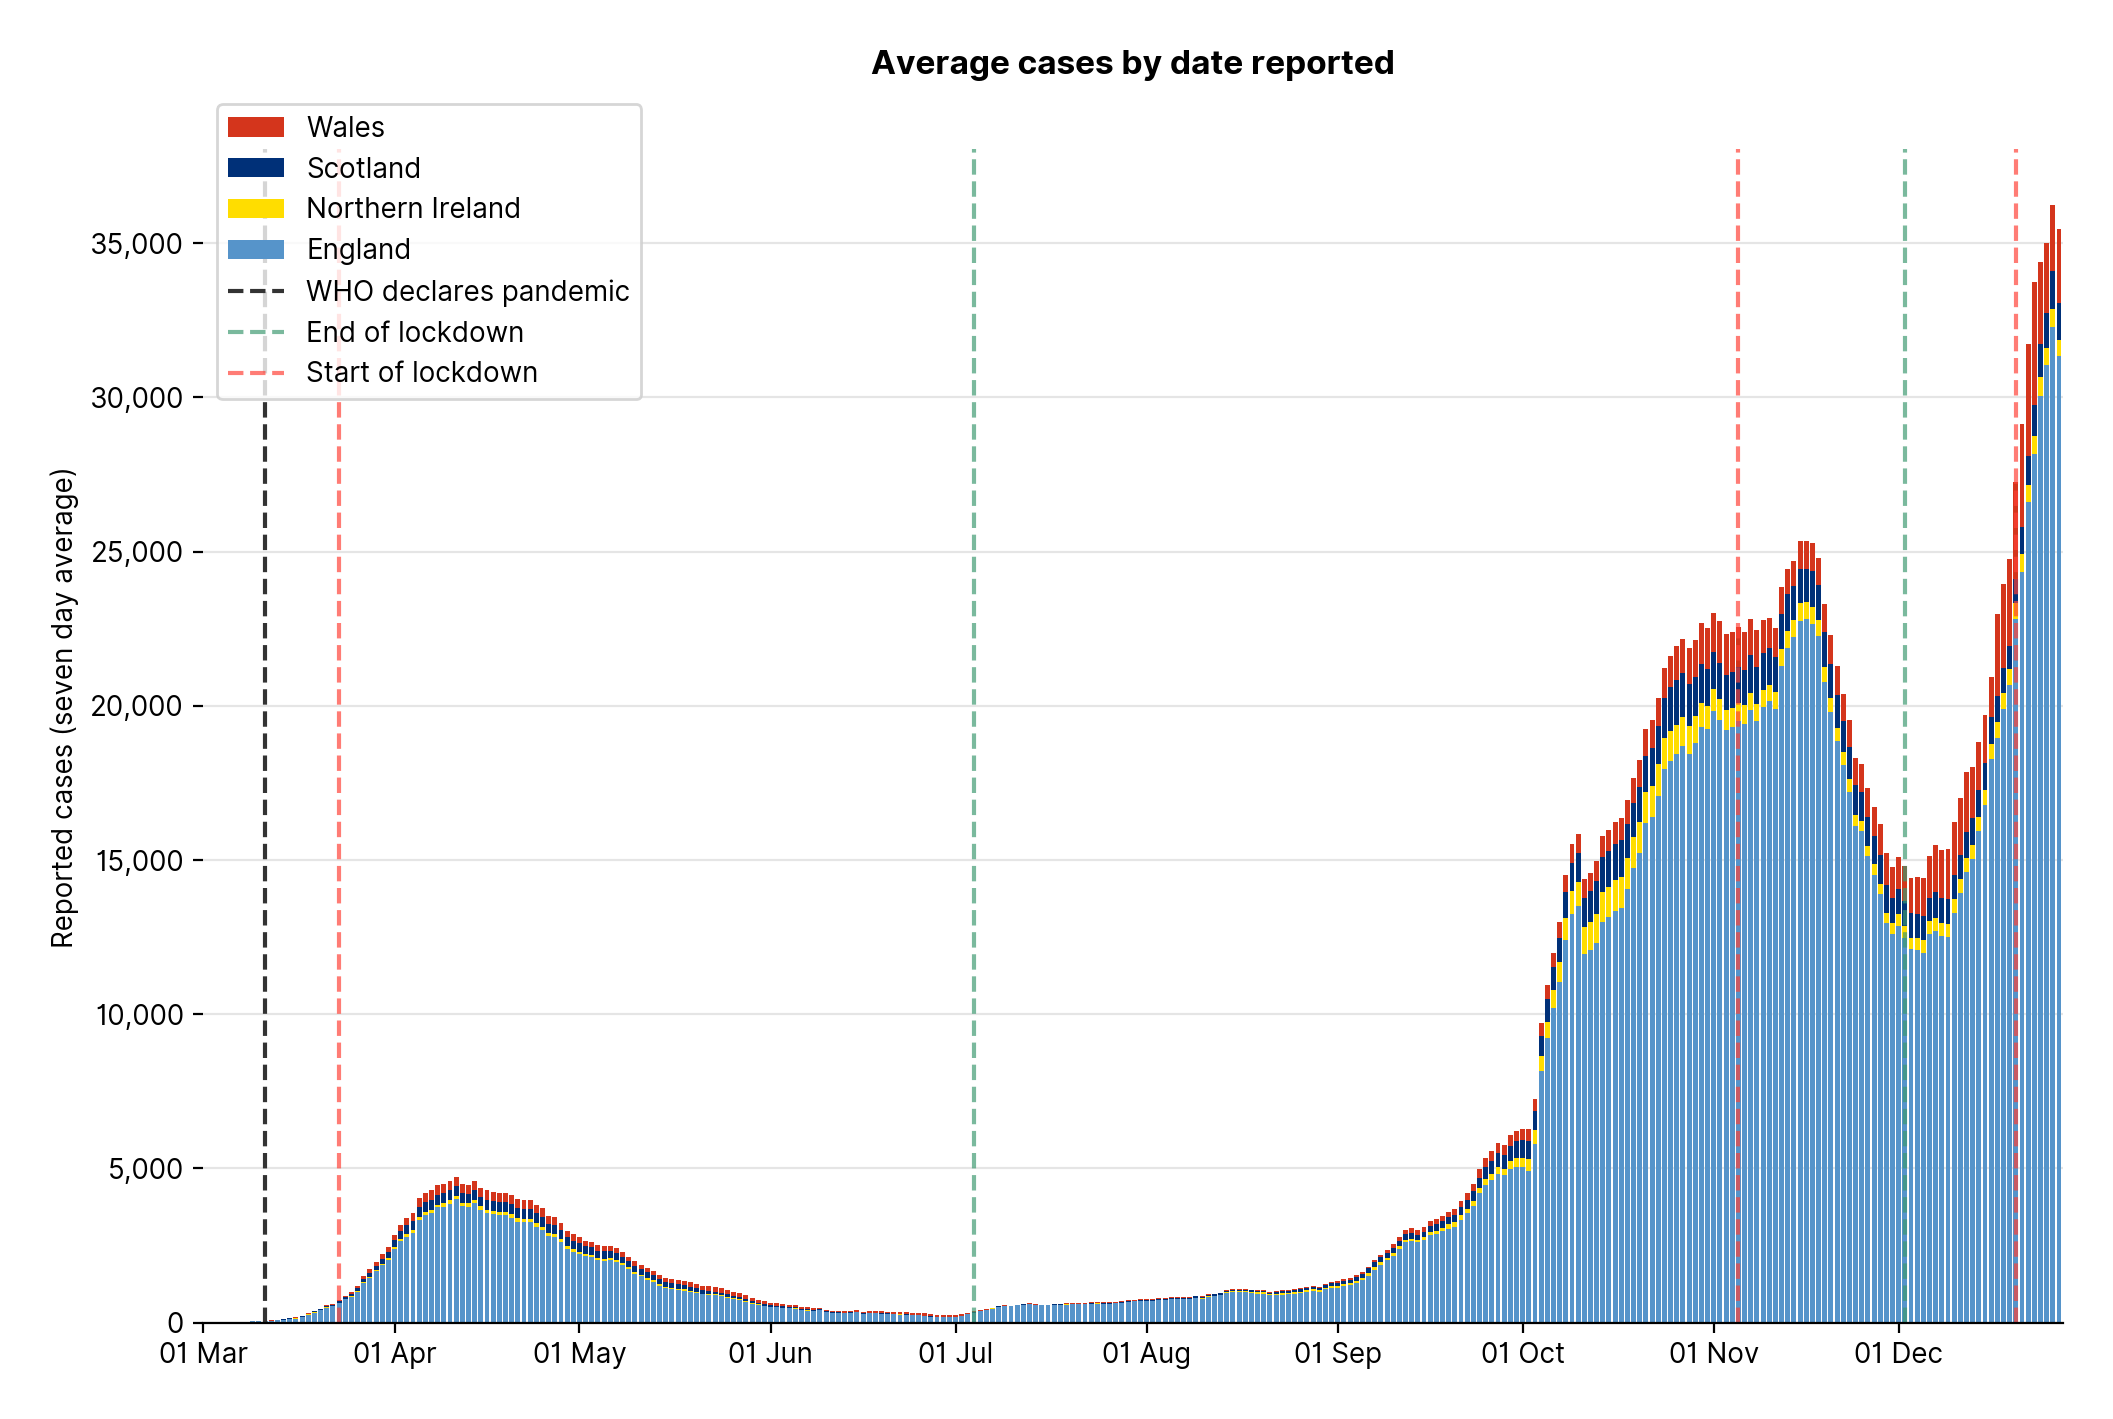 Average cases by date reported
Wales
Scotland
Northern Ireland
England
WHO declares pandemic
End of lockdown
Start of lockdown
Reported cases (seven day average)
35,000
30,000
25,000
20,000
15,000
10,000
5,000
0
01 Mar
01 Apr
01 May
01 Jun
01 Jul
01 Aug
01 Sep
01 Oct
01 Nov
01 Dec